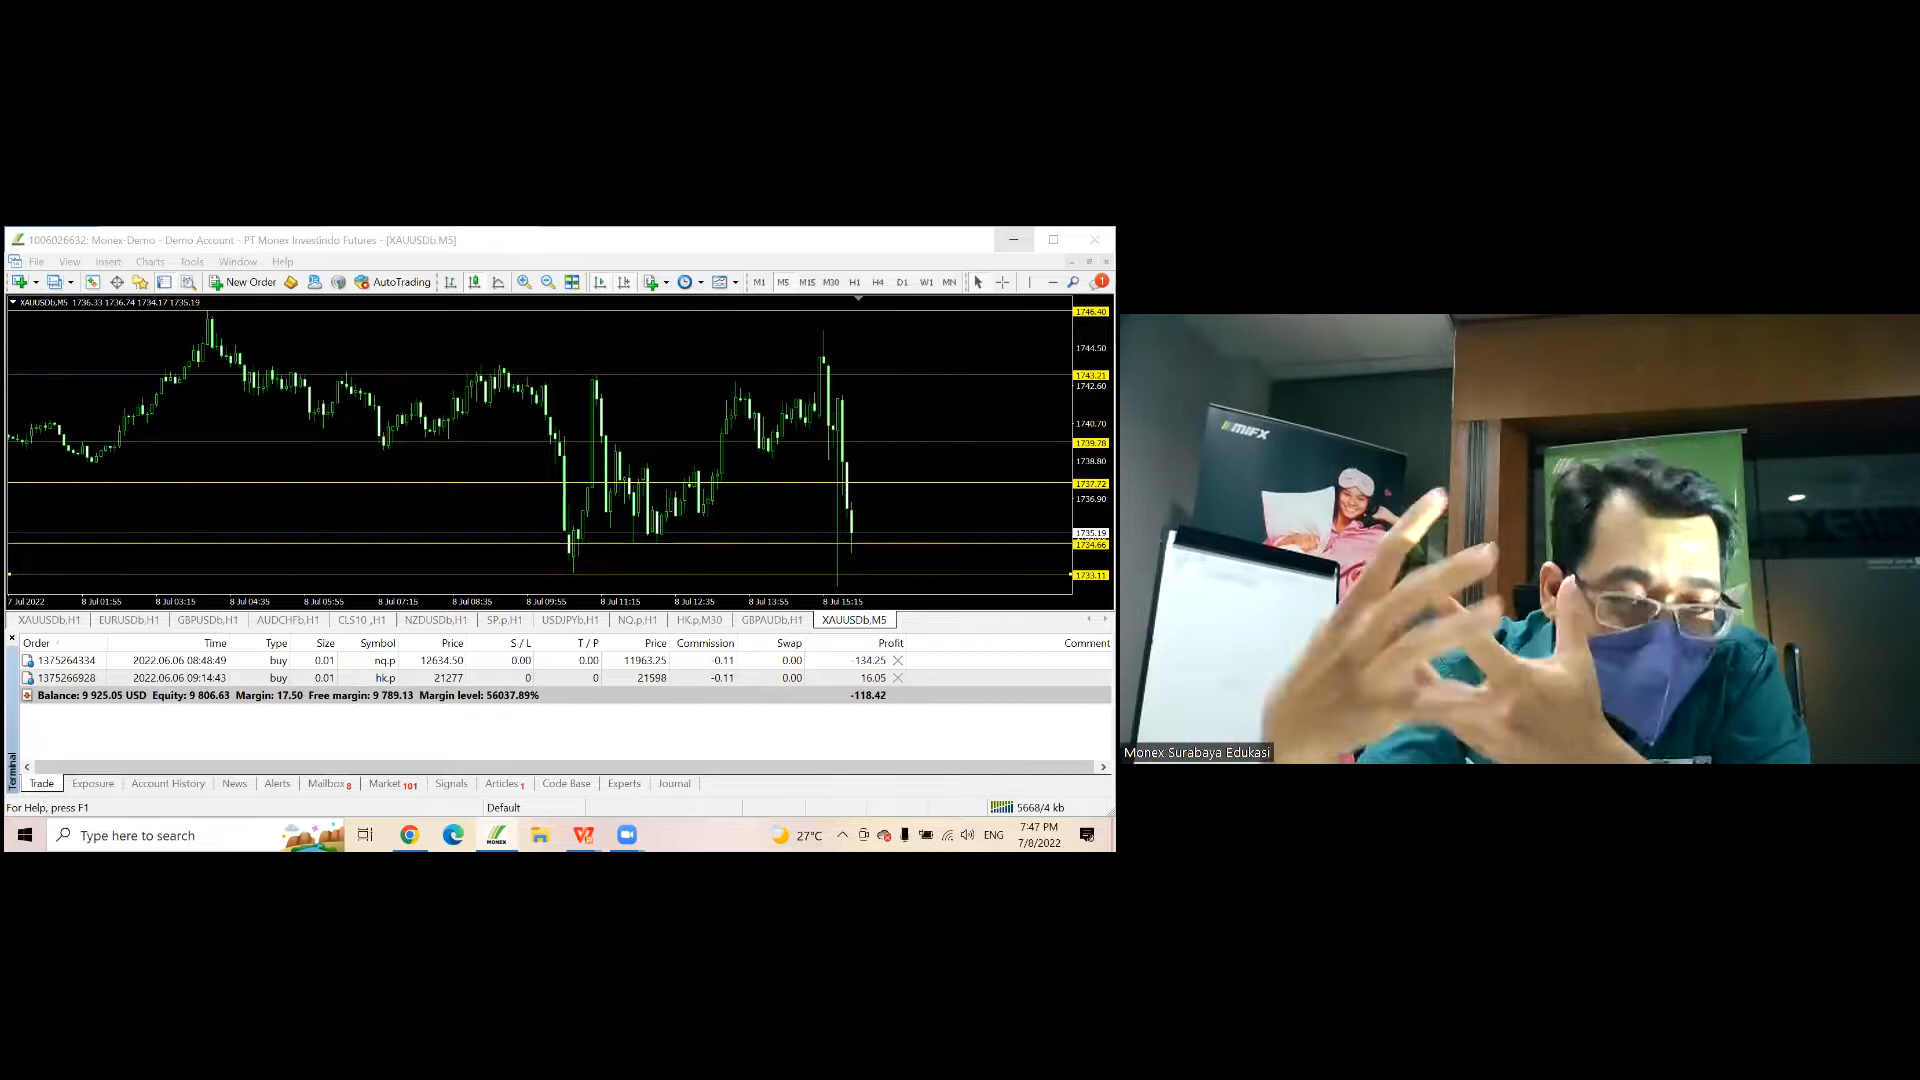 1006026632: Monex-Demo - Demo Account - PT Monex Investindo Futures - [XAUUSDb,M5]
File View Insert Charts Tools Window Help
New Order AutoTrading M1 M5 M15 M30 H1 H4 D1 W1 MN 1
XAUUSDb,M5 1736.33 1736.74 1734.17 1735.19
1746.40
1744.50
1743.21
1742.60
1740.70
1739.78
1738.80
1737.72
1736.90
1735.19
1734.66
1733.11
7 Jul 2022 8 Jul 01:55 8 Jul 03:15 8 Jul 04:35 8 Jul 05:55 8 Jul 07:15 8 Jul 08:35 8 Jul 09:55 8 Jul 11:15 8 Jul 12:35 8 Jul 13:55 8 Jul 15:15
XAUUSDb,H1 EURUSDb,H1 GBPUSDb,H1 AUDCHFb,H1 CLS10_,H1 NZDUSDb,H1 SP.p,H1 USDJPYb,H1 NQ.p,H1 HK.p,M30 GBPAUDb,H1 XAUUSDb,M5
Order Time Type Size Symbol Price S / L T / P Price Commission Swap Profit Comment
1375264334 2022.06.06 08:48:49 buy 0.01 nq.p 12634.50 0.00 0.00 11963.25 -0.11 0.00 -134.25
1375266928 2022.06.06 09:14:43 buy 0.01 hk.p 21277 0 0 21598 -0.11 0.00 16.05
Balance: 9 925.05 USD Equity: 9 806.63 Margin: 17.50 Free margin: 9 789.13 Margin level: 56037.89% -118.42
Terminal
Trade Exposure Account History News Alerts Mailbox 8 Market 101 Signals Articles 1 Code Base Experts Journal
For Help, press F1 Default 5668/4 kb
Type here to search MONEX 27°C ENG 7:47 PM
7/8/2022
MIFX
Monex Surabaya Edukasi